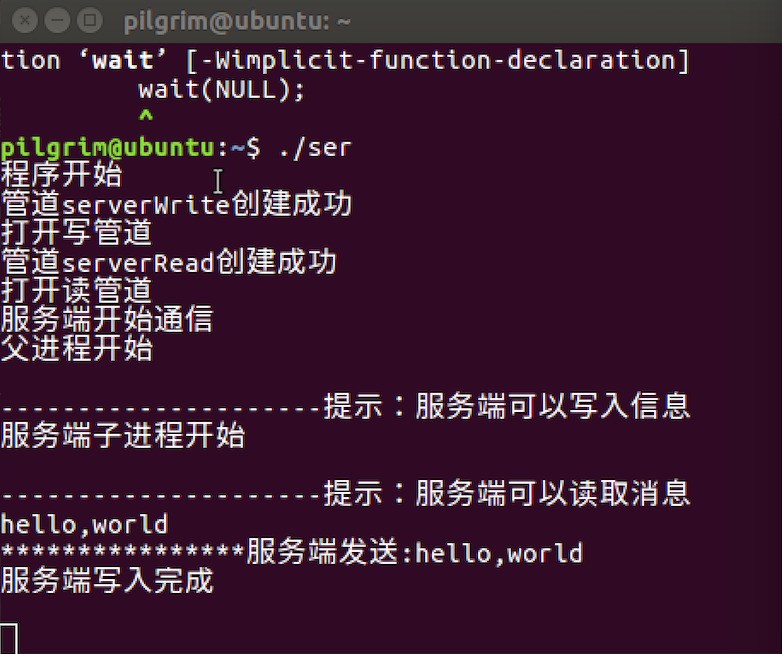 pilgrim@ubuntu: ~
tion ‘wait’ [-Wimplicit-function-declaration]
wait(NULL);
^
pilgrim@ubuntu:~$ ./ser
程序开始
管道serverWrite创建成功
打开写管道
管道serverRead创建成功
打开读管道
服务端开始通信
父进程开始
---------------------提示：服务端可以写入信息
服务端子进程开始
---------------------提示：服务端可以读取消息
hello,world
****************服务端发送:hello,world
服务端写入完成